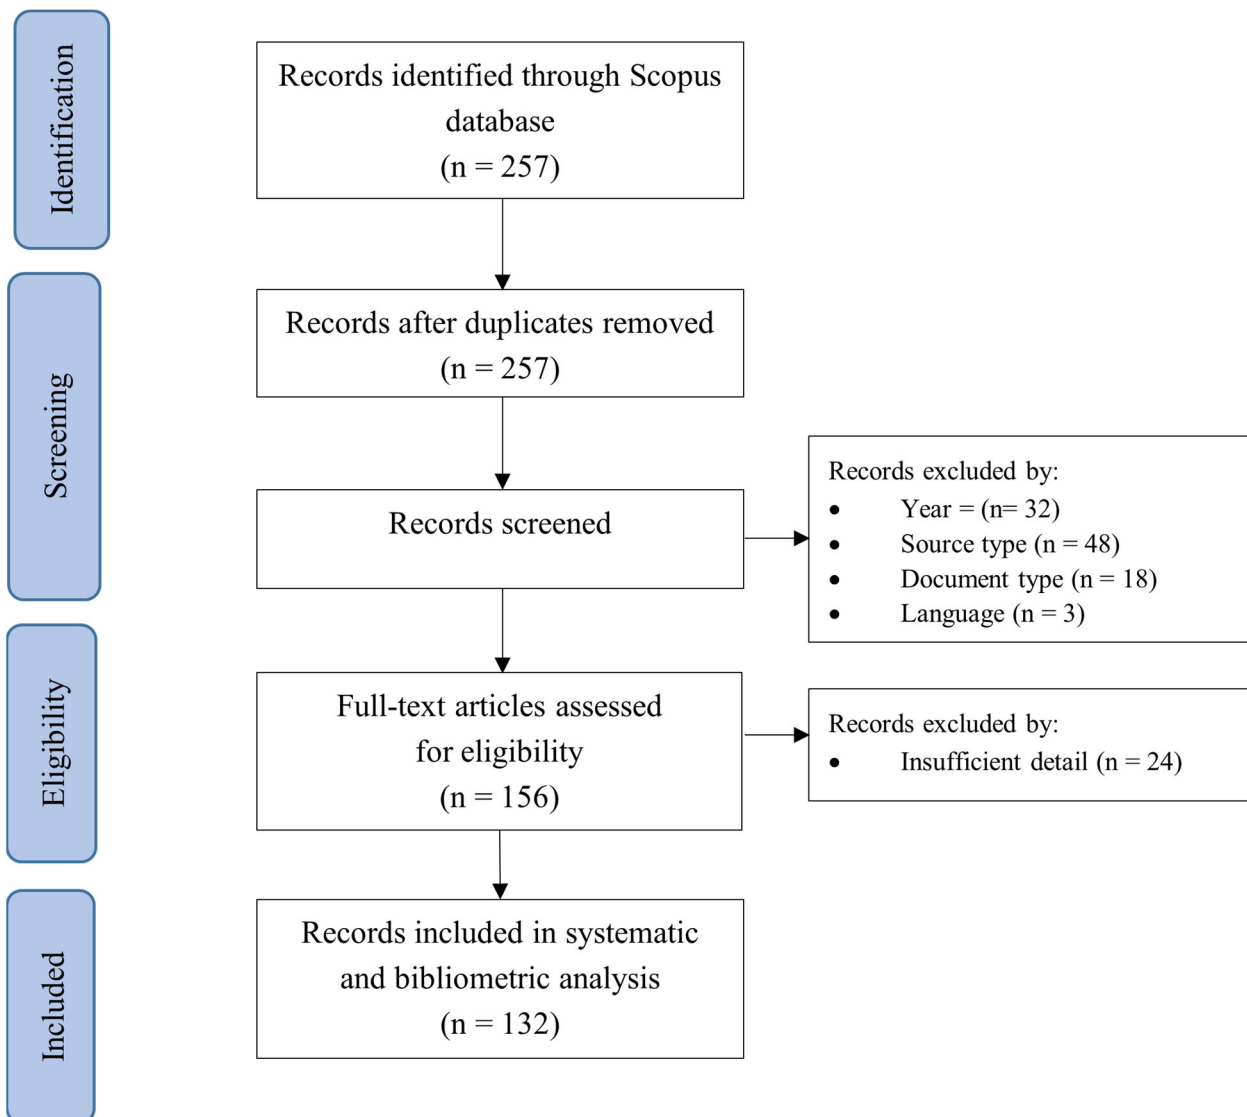 Identification
Records identified through Scopus
database
(n = 257)
Screening
Records after duplicates removed
(n = 257)
Records screened
Records excluded by:
• Year = (n= 32)
• Source type (n = 48)
• Document type (n = 18)
• Language (n = 3)
Eligibility
Full-text articles assessed
for eligibility
(n = 156)
Records excluded by:
• Insufficient detail (n = 24)
Included
Records included in systematic
and bibliometric analysis
(n = 132)